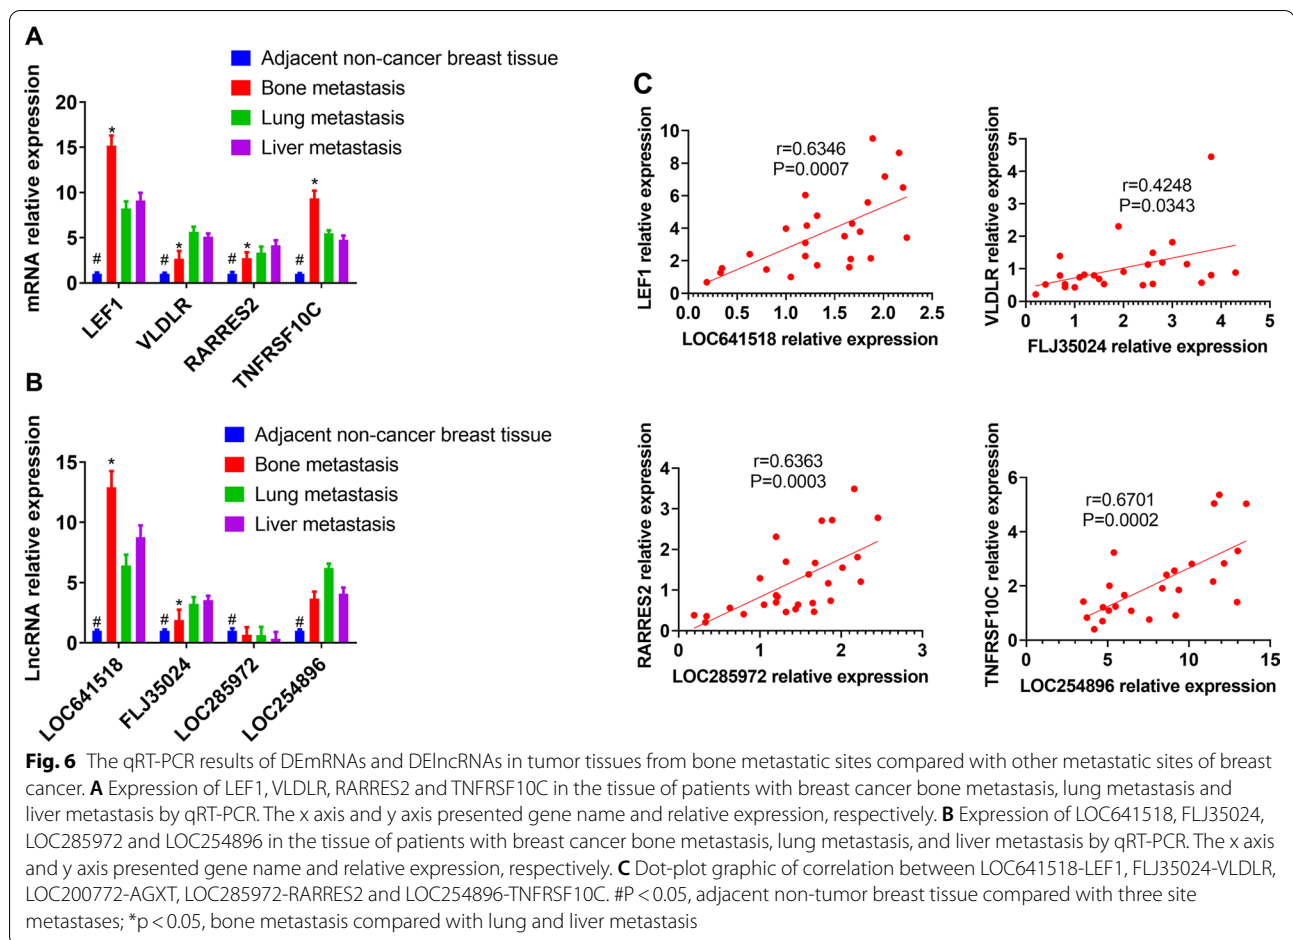 A
Adjacent non-cancer breast tissue
Bone metastasis
Lung metastasis
Liver metastasis
mRNA relative expression
20
15
10
5
0
#
*
#
*
#
*
#
*
LEF1
VLDLR
RARRES2
TNFRSF10C
B
Adjacent non-cancer breast tissue
Bone metastasis
Lung metastasis
Liver metastasis
LncRNA relative expression
15
10
5
0
#
*
#
*
#
#
LOC641518
FLJ35024
LOC285972
LOC254896
C
LEF1 relative expression
10
8
6
4
2
0
r=0.6346
P=0.0007
0.0 0.5 1.0 1.5 2.0 2.5
LOC641518 relative expression
VLDLR relative expression
5
4
3
2
1
0
r=0.4248
P=0.0343
0 1 2 3 4 5
FLJ35024 relative expression
RARRES2 relative expression
4
3
2
1
0
r=0.6363
P=0.0003
0 1 2 3
LOC285972 relative expression
TNFRSF10C relative expression
6
4
2
0
r=0.6701
P=0.0002
0 5 10 15
LOC254896 relative expression
Fig. 6 The qRT-PCR results of DEmRNAs and DElncRNAs in tumor tissues from bone metastatic sites compared with other metastatic sites of breast
cancer. A Expression of LEF1, VLDLR, RARRES2 and TNFRSF10C in the tissue of patients with breast cancer bone metastasis, lung metastasis and
liver metastasis by qRT-PCR. The x axis and y axis presented gene name and relative expression, respectively. B Expression of LOC641518, FLJ35024,
LOC285972 and LOC254896 in the tissue of patients with breast cancer bone metastasis, lung metastasis, and liver metastasis by qRT-PCR. The x axis
and y axis presented gene name and relative expression, respectively. C Dot-plot graphic of correlation between LOC641518-LEF1, FLJ35024-VLDLR,
LOC200772-AGXT, LOC285972-RARRES2 and LOC254896-TNFRSF10C. #P < 0.05, adjacent non-tumor breast tissue compared with three site
metastases; *p < 0.05, bone metastasis compared with lung and liver metastasis